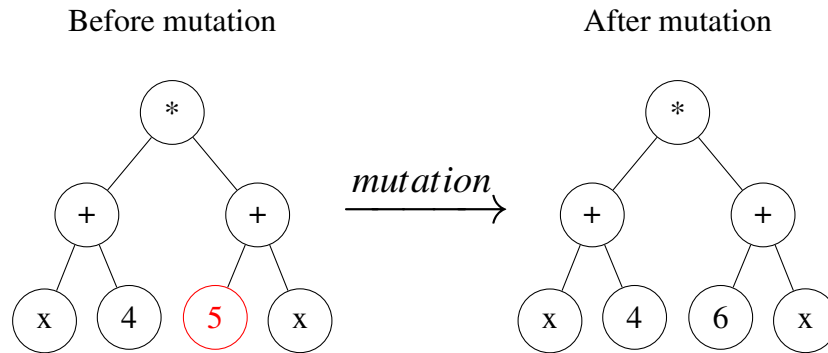 Before mutation After mutation
* *
+ + mutation + +
x 4 5 x x 4 6 x